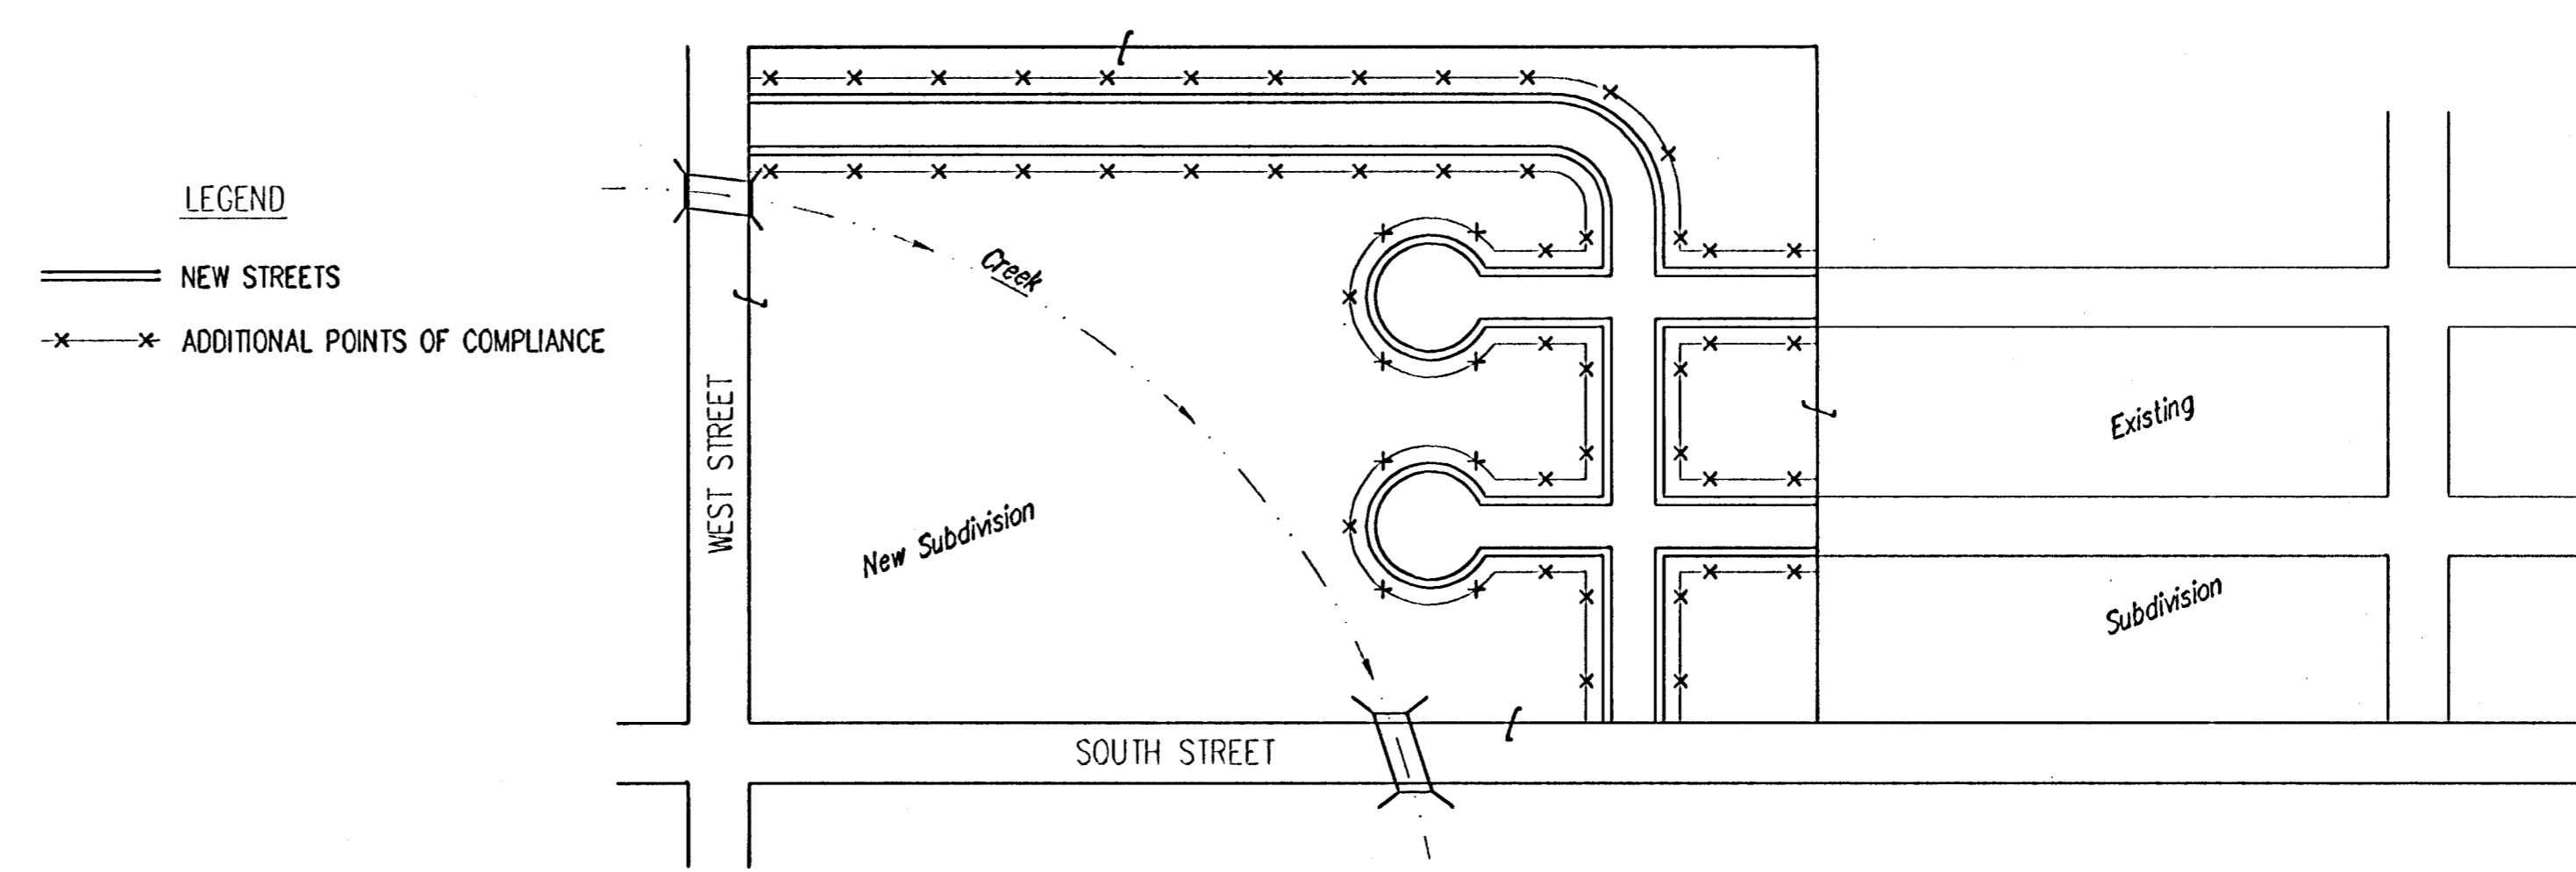 LEGEND
NEW STREETS
ADDITIONAL POINTS OF COMPLIANCE
Creek
WEST STREET
New Subdivision
Existing
Subdivision
SOUTH STREET